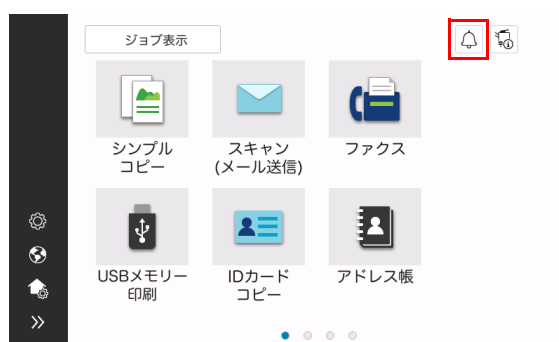 ジョブ表示
シンプル
コピー
スキャン
(メール送信)
ファクス
USBメモリー
印刷
IDカード
コピー
アドレス帳